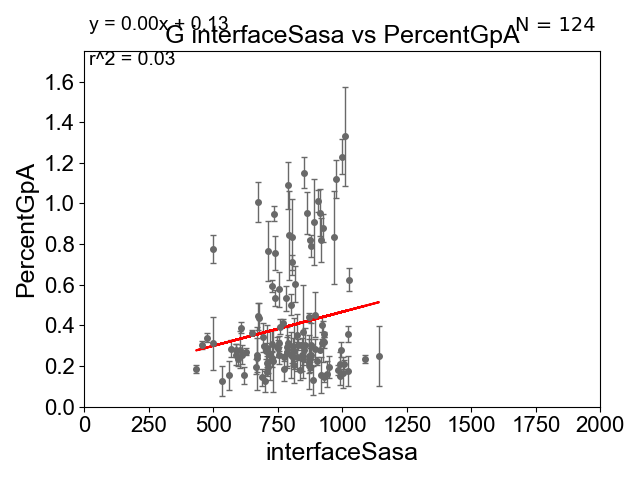 y = 0.00x + 0.13
N = 124
G interfaceSasa vs PercentGpA
r^2 = 0.03
PercentGpA
1.6
1.4
1.2
1.0
0.8
0.6
0.4
0.2
0.0
0 250 500 750 1000 1250 1500 1750 2000
interfaceSasa